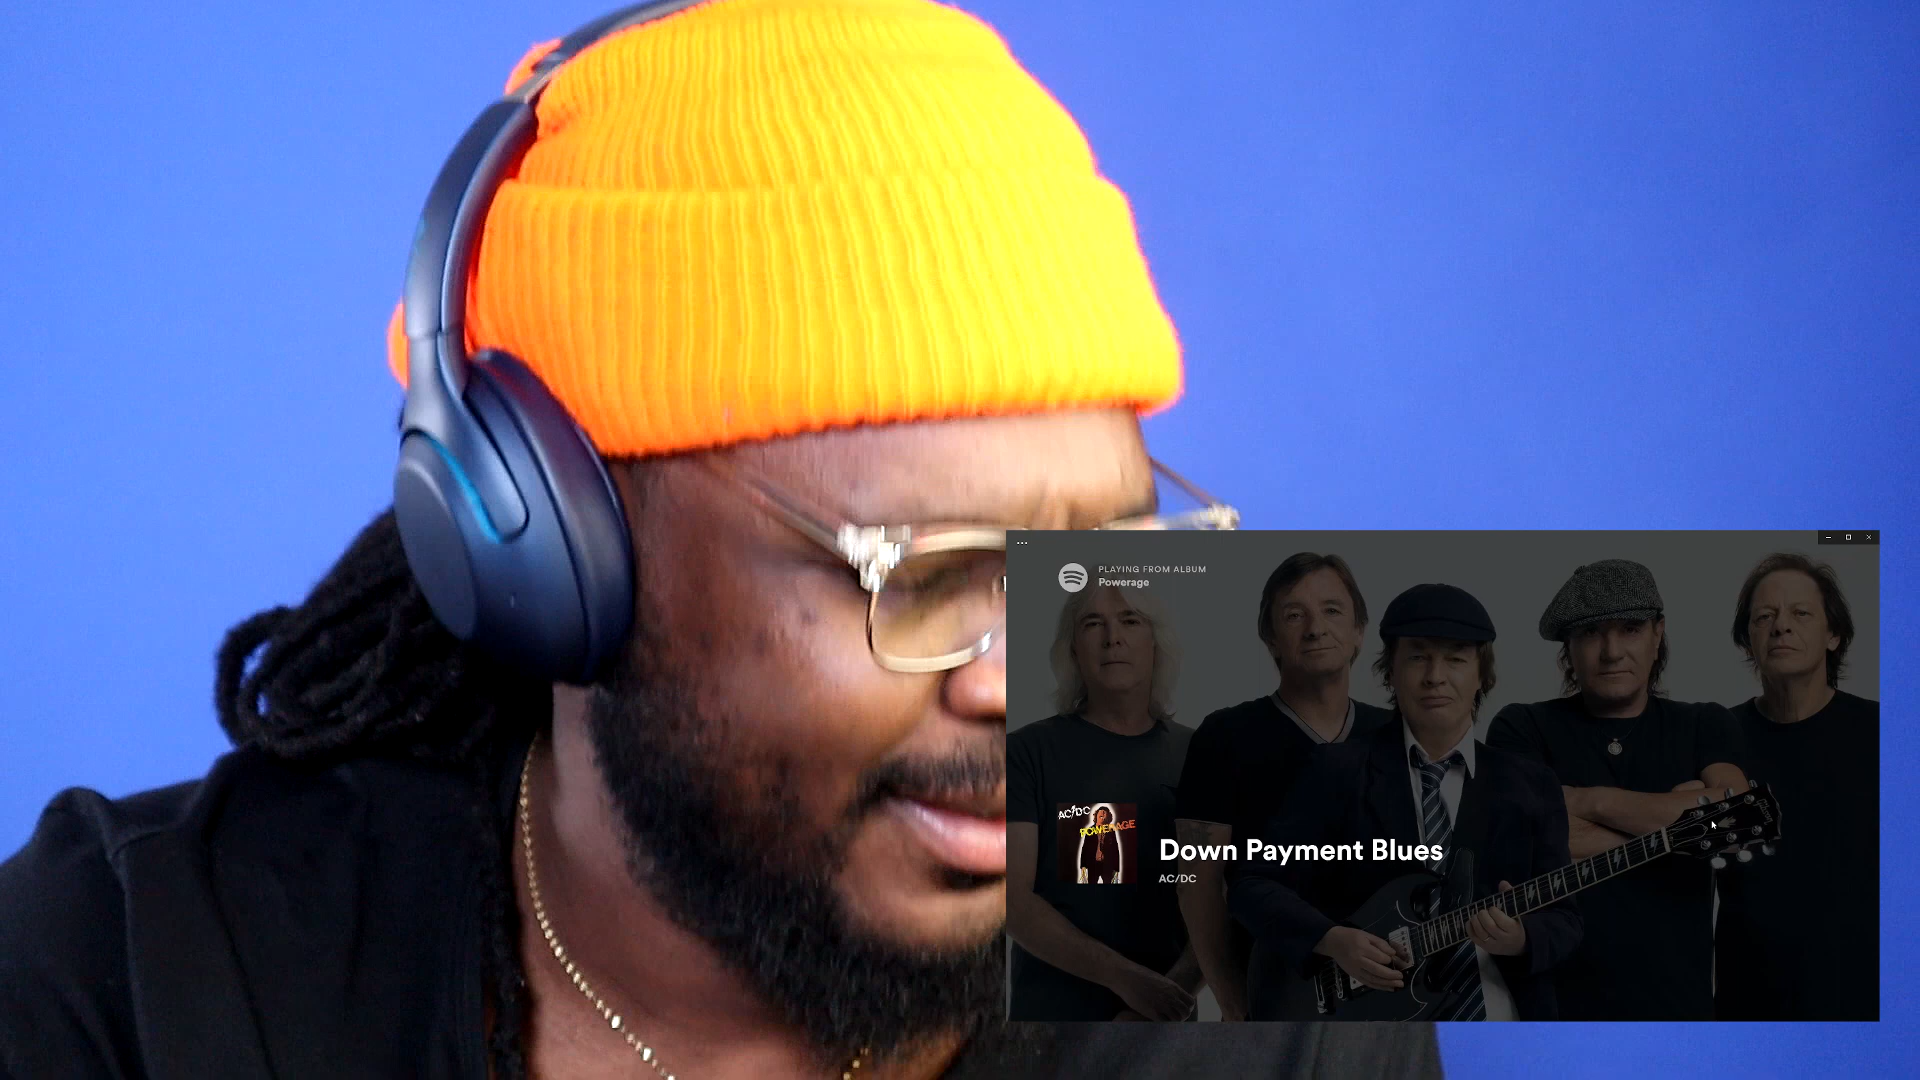 PLAYING FROM ALBUM
Powerage
AC/DC
POWERAGE
Down Payment Blues
AC/DC